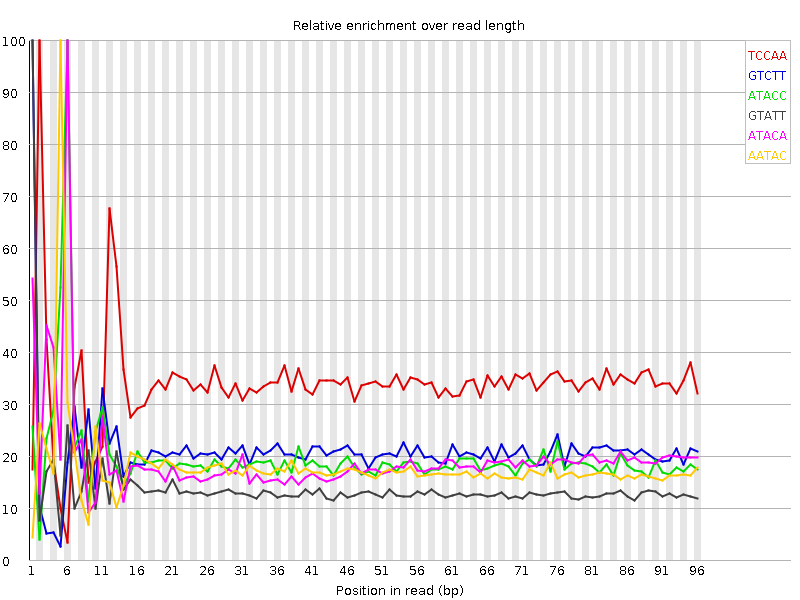 Relative enrichment over read length
100
90
80
70
60
50
40
30
20
10
0
TCCAA
GTCTT
ATACC
GTATT
ATACA
AATAC
1 6 11 16 21 26 31 36 41 46 51 56 61 66 71 76 81 86 91 96
Position in read (bp)